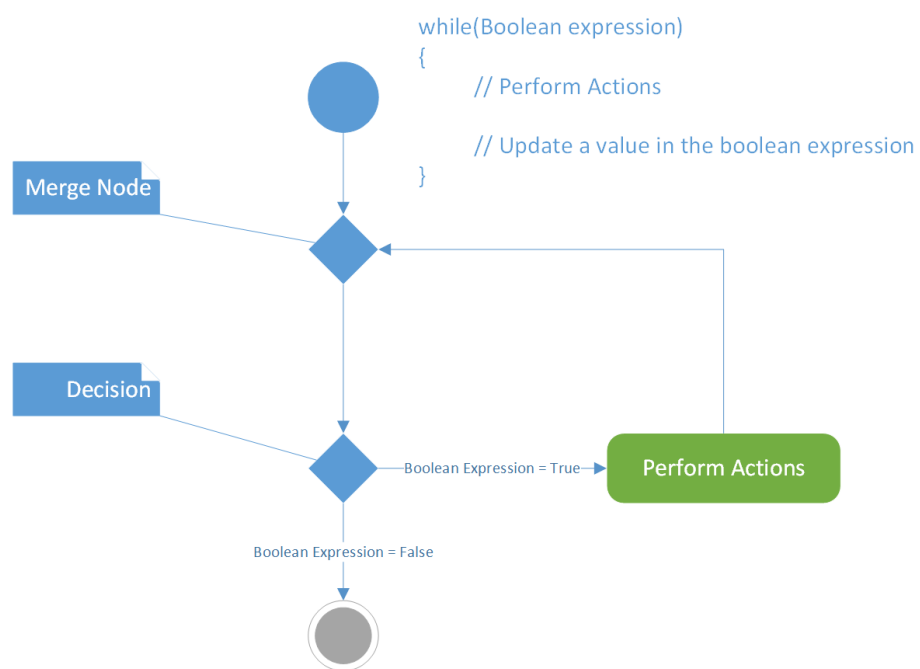 while(Boolean expression)
{
// Perform Actions
// Update a value in the boolean expression
}
Merge Node
Decision
Boolean Expression = True
Perform Actions
Boolean Expression = False